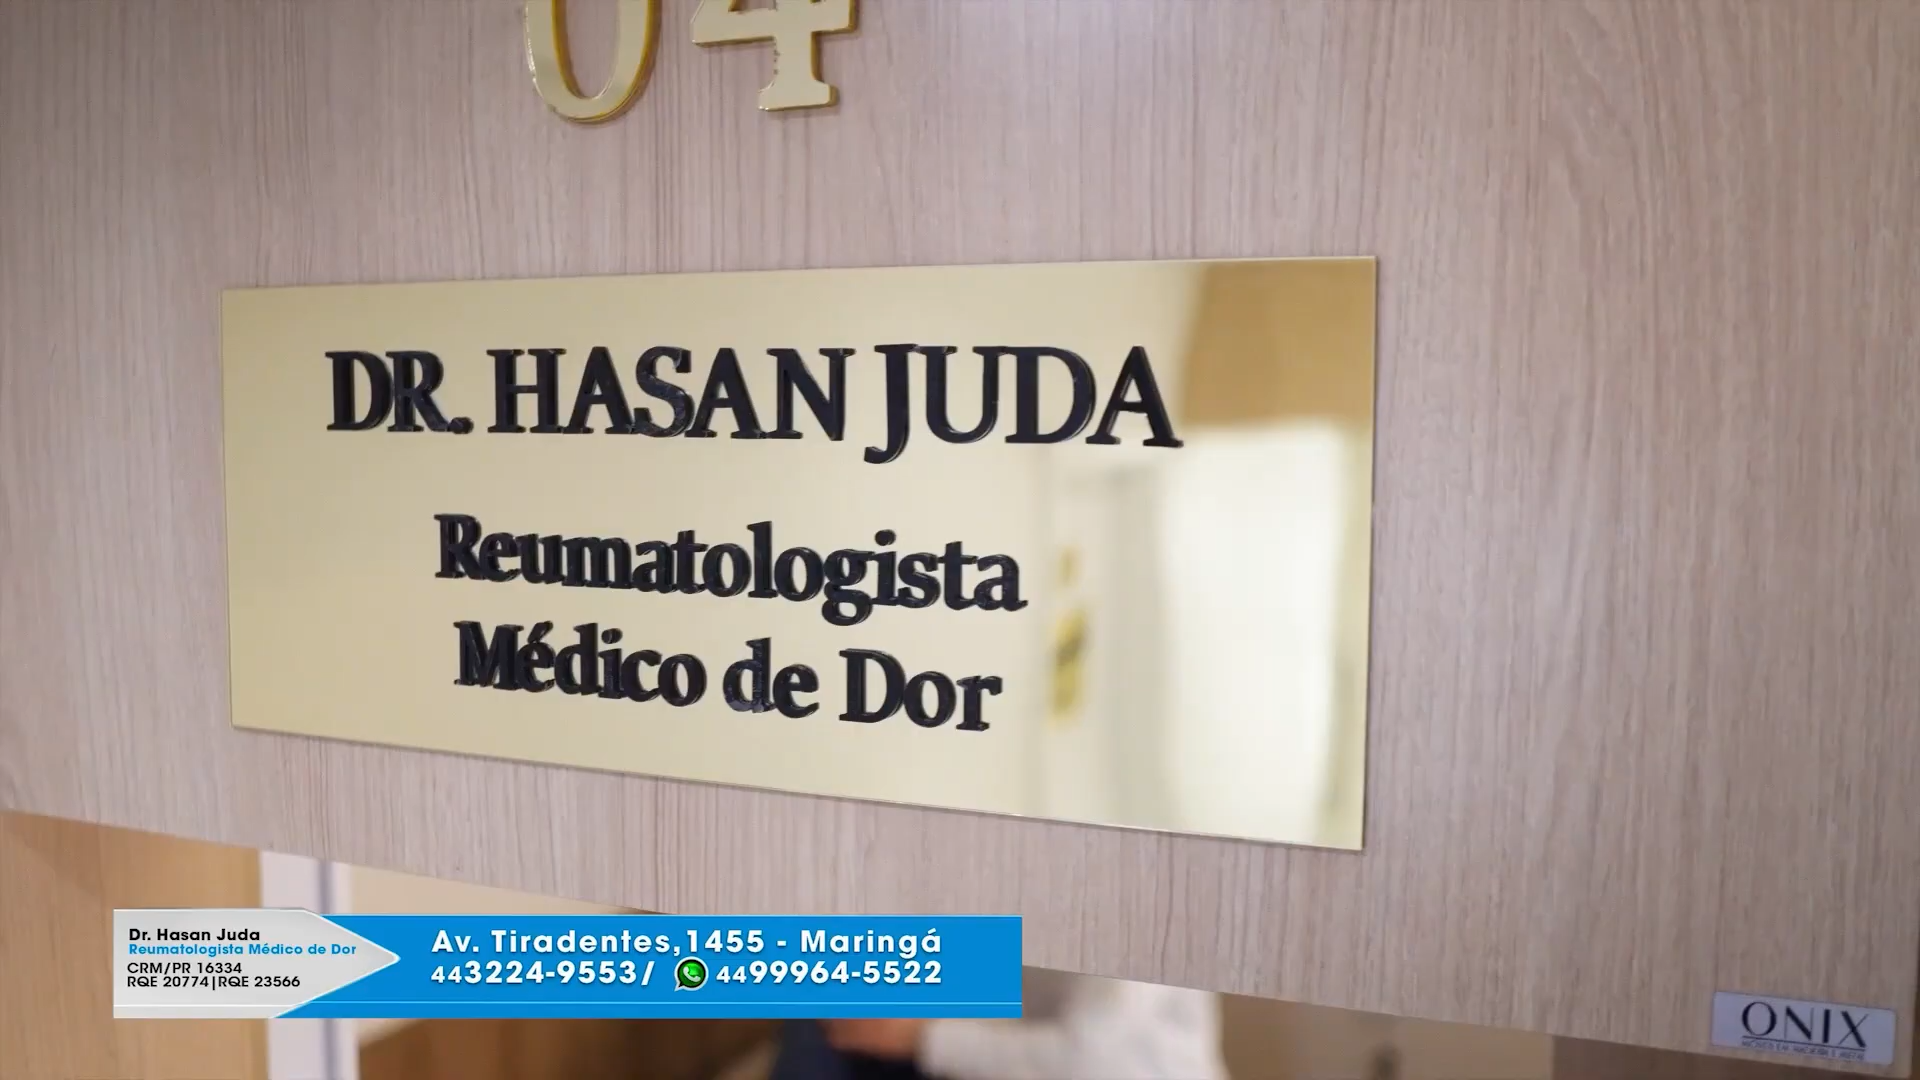 04
DR. HASAN JUDA
Reumatologista
Médico de Dor
Dr. Hasan Juda
Reumatologista Médico de Dor
CRM/PR 16334
RQE 20774|RQE 23566
Av. Tiradentes,1455 - Maringá
443224-9553/ 4499964-5522
ONIX